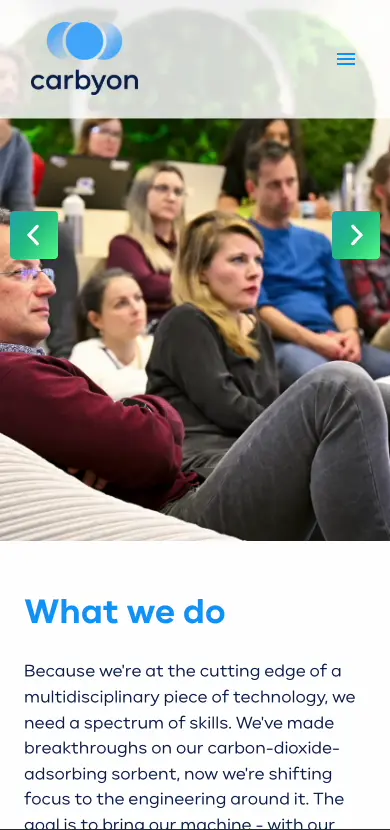 carbyon
What we do
Because we're at the cutting edge of a
multidisciplinary piece of technology, we
need a spectrum of skills. We've made
breakthroughs on our carbon-dioxide-
adsorbing sorbent, now we're shifting
focus to the engineering around it. The
goal is to bring our machine - with our